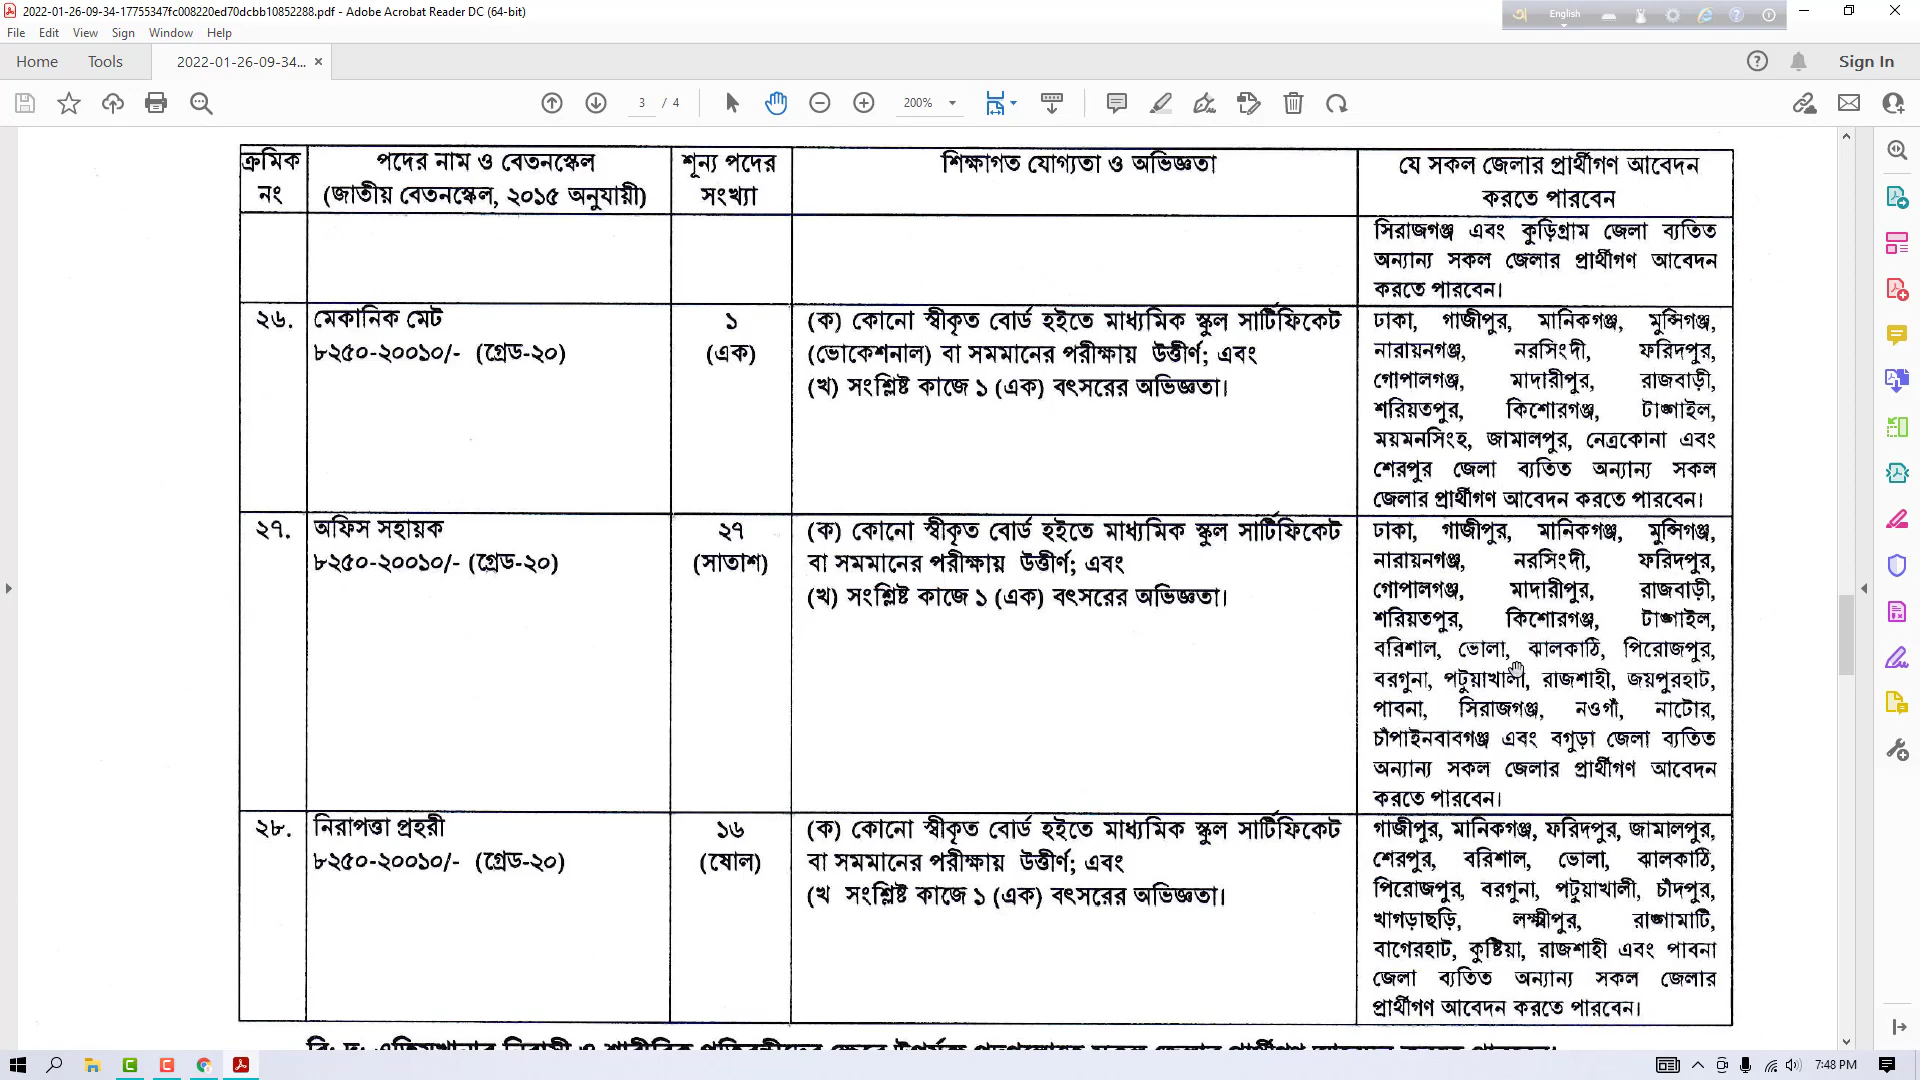 2022-01-26-09-34-17755347fc008220ed70dcbb10852288.pdf - Adobe Acrobat Reader DC (64-bit)
English
File Edit View Sign Window Help
Home Tools 2022-01-26-09-34... × Sign In
3 / 4 200%
ক্রমিক নং
পদের নাম ও বেতনস্কেল
(জাতীয় বেতনস্কেল, ২০১৫ অনুযায়ী)
শূন্য পদের
সংখ্যা
শিক্ষাগত যোগ্যতা ও অভিজ্ঞতা
যে সকল জেলার প্রার্থীগণ আবেদন
করতে পারবেন
সিরাজগঞ্জ এবং কুড়িগ্রাম জেলা ব্যতিত
অন্যান্য সকল জেলার প্রার্থীগণ আবেদন
করতে পারবেন।
২৬.
মেকানিক মেট
৮২৫০-২০০১০/- (গ্রেড-২০)
১
(এক)
(ক) কোনো স্বীকৃত বোর্ড হইতে মাধ্যমিক স্কুল সার্টিফিকেট
(ভোকেশনাল) বা সমমানের পরীক্ষায় উত্তীর্ণ; এবং
(খ) সংশ্লিষ্ট কাজে ১ (এক) বৎসরের অভিজ্ঞতা।
ঢাকা, গাজীপুর, মানিকগঞ্জ, মুন্সিগঞ্জ,
নারায়নগঞ্জ, নরসিংদী, ফরিদপুর,
গোপালগঞ্জ, মাদারীপুর, রাজবাড়ী,
শরিয়তপুর, কিশোরগঞ্জ, টাঙ্গাইল,
ময়মনসিংহ, জামালপুর, নেত্রকোনা এবং
শেরপুর জেলা ব্যতিত অন্যান্য সকল
জেলার প্রার্থীগণ আবেদন করতে পারবেন।
২৭.
অফিস সহায়ক
৮২৫০-২০০১০/- (গ্রেড-২০)
২৭
(সাতাশ)
(ক) কোনো স্বীকৃত বোর্ড হইতে মাধ্যমিক স্কুল সার্টিফিকেট
বা সমমানের পরীক্ষায় উত্তীর্ণ; এবং
(খ) সংশ্লিষ্ট কাজে ১ (এক) বৎসরের অভিজ্ঞতা।
ঢাকা, গাজীপুর, মানিকগঞ্জ, মুন্সিগঞ্জ,
নারায়নগঞ্জ, নরসিংদী, ফরিদপুর,
গোপালগঞ্জ, মাদারীপুর, রাজবাড়ী,
শরিয়তপুর, কিশোরগঞ্জ, টাঙ্গাইল,
বরিশাল, ভোলা, ঝালকাঠি, পিরোজপুর,
বরগুনা, পটুয়াখালী, রাজশাহী, জয়পুরহাট,
পাবনা, সিরাজগঞ্জ, নওগাঁ, নাটোর,
চাঁপাইনবাবগঞ্জ এবং বগুড়া জেলা ব্যতিত
অন্যান্য সকল জেলার প্রার্থীগণ আবেদন
করতে পারবেন।
২৮.
নিরাপত্তা প্রহরী
৮২৫০-২০০১০/- (গ্রেড-২০)
১৬
(ষোল)
(ক) কোনো স্বীকৃত বোর্ড হইতে মাধ্যমিক স্কুল সার্টিফিকেট
বা সমমানের পরীক্ষায় উত্তীর্ণ; এবং
(খ সংশ্লিষ্ট কাজে ১ (এক) বৎসরের অভিজ্ঞতা।
গাজীপুর, মানিকগঞ্জ, ফরিদপুর, জামালপুর,
শেরপুর, বরিশাল, ভোলা, ঝালকাঠি,
পিরোজপুর, বরগুনা, পটুয়াখালী, চাঁদপুর,
খাগড়াছড়ি, লক্ষ্মীপুর, রাঙ্গামাটি,
বাগেরহাট, কুষ্টিয়া, রাজশাহী এবং পাবনা
জেলা ব্যতিত অন্যান্য সকল জেলার
প্রার্থীগণ আবেদন করতে পারবেন।
7:48 PM